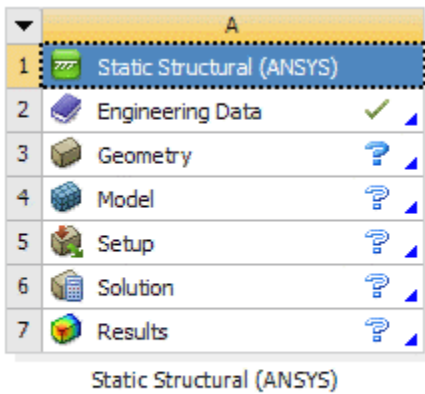 A
1 Static Structural (ANSYS)
2 Engineering Data
3 Geometry ?
4 Model ?
5 Setup ?
6 Solution ?
7 Results ?
Static Structural (ANSYS)